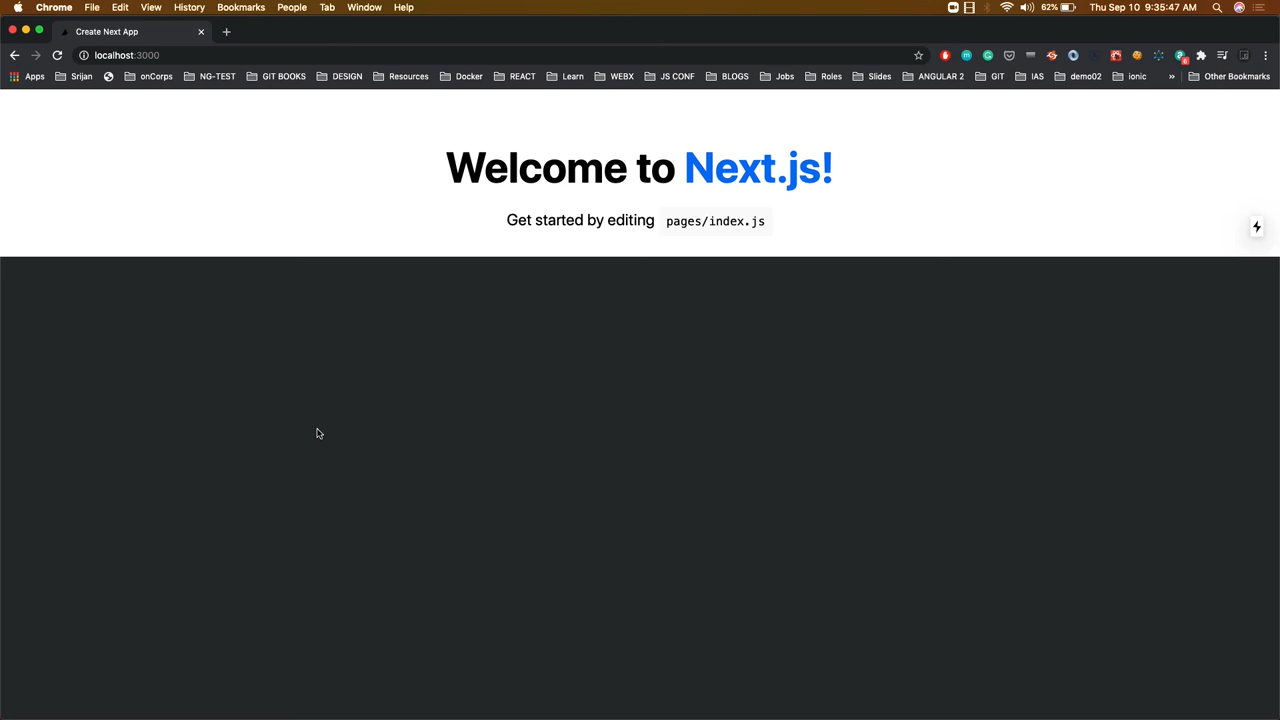 Chrome File Edit View History Bookmarks People Tab Window Help 62% Thu Sep 10 9:35:47 AM
Create Next App
localhost:3000
Apps Srijan onCorps NG-TEST GIT BOOKS DESIGN Resources Docker REACT Learn WEBX JS CONF BLOGS Jobs Roles Slides ANGULAR 2 GIT IAS demo02 ionic » Other Bookmarks
Welcome to Next.js!
Get started by editing pages/index.js